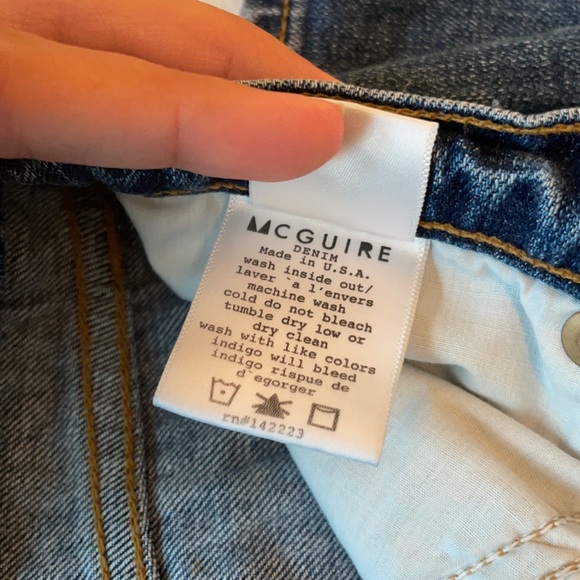 MCGUIRE
DENIM
Made in U.S.A.
wash inside out/
laver `a l'envers
machine wash
cold do not bleach
tumble dry low or
dry clean
wash with like colors
indigo will bleed
indigo rispue de
d`egorger
rn#142223